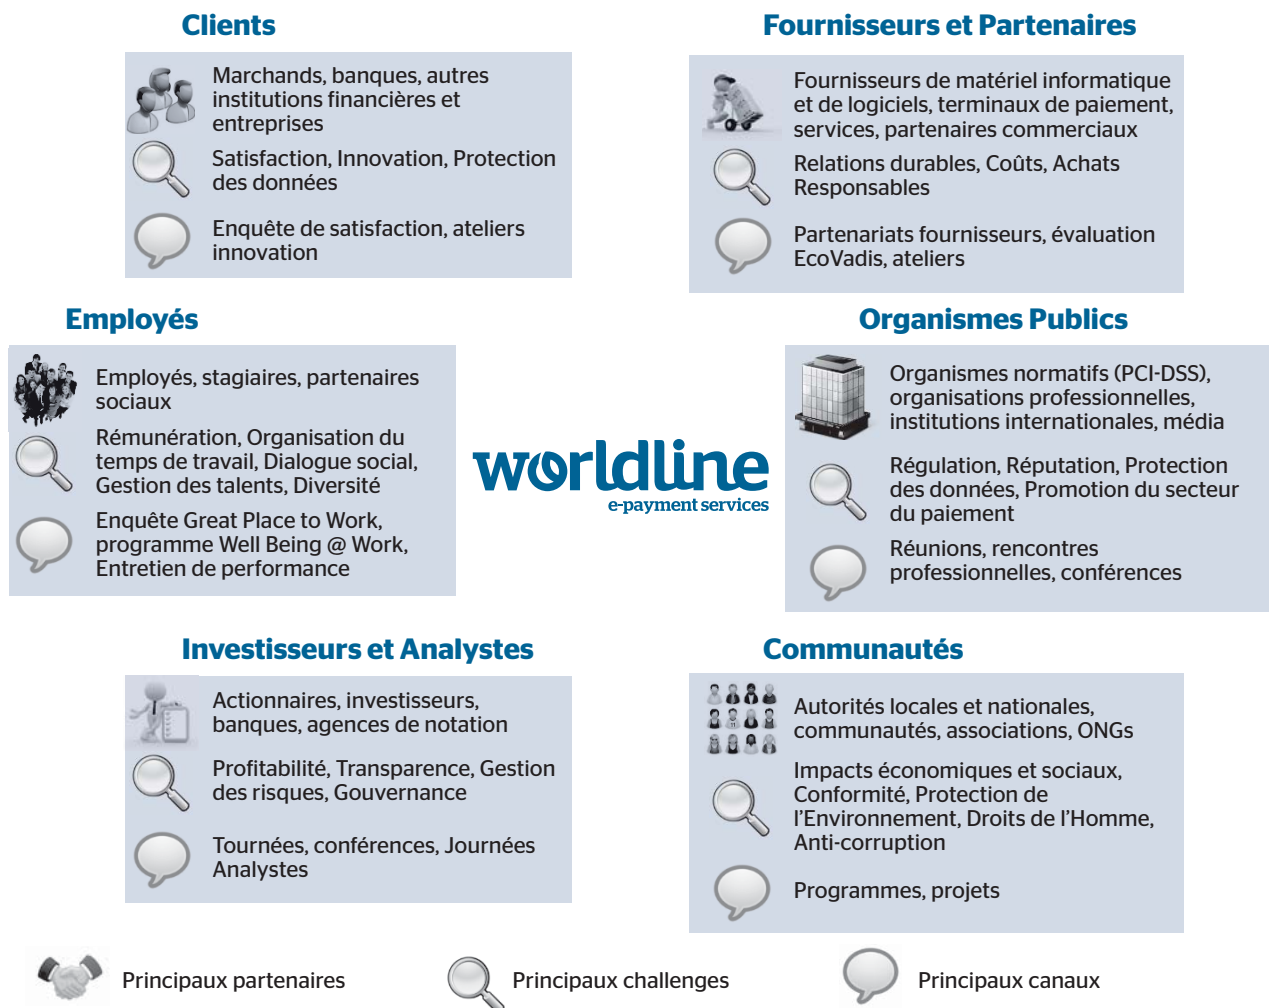 Clients
Marchands, banques, autres
institutions financières et
entreprises
Satisfaction, Innovation, Protection
des données
Enquête de satisfaction, ateliers
innovation
Fournisseurs et Partenaires
Fournisseurs de matériel informatique
et de logiciels, terminaux de paiement,
services, partenaires commerciaux
Relations durables, Coûts, Achats
Responsables
Partenariats fournisseurs, évaluation
EcoVadis, ateliers
Employés
Employés, stagiaires, partenaires
sociaux
Rémunération, Organisation du
temps de travail, Dialogue social,
Gestion des talents, Diversité
Enquête Great Place to Work,
programme Well Being @ Work,
Entretien de performance
worldline
e-payment services
Organismes Publics
Organismes normatifs (PCI-DSS),
organisations professionnelles,
institutions internationales, média
Régulation, Réputation, Protection
des données, Promotion du secteur
du paiement
Réunions, rencontres
professionnelles, conférences
Investisseurs et Analystes
Actionnaires, investisseurs,
banques, agences de notation
Profitabilité, Transparence, Gestion
des risques, Gouvernance
Tournées, conférences, Journées
Analystes
Communautés
Autorités locales et nationales,
communautés, associations, ONGs
Impacts économiques et sociaux,
Conformité, Protection de
l'Environnement, Droits de l'Homme,
Anti-corruption
Programmes, projets
Principaux partenaires
Principaux challenges
Principaux canaux